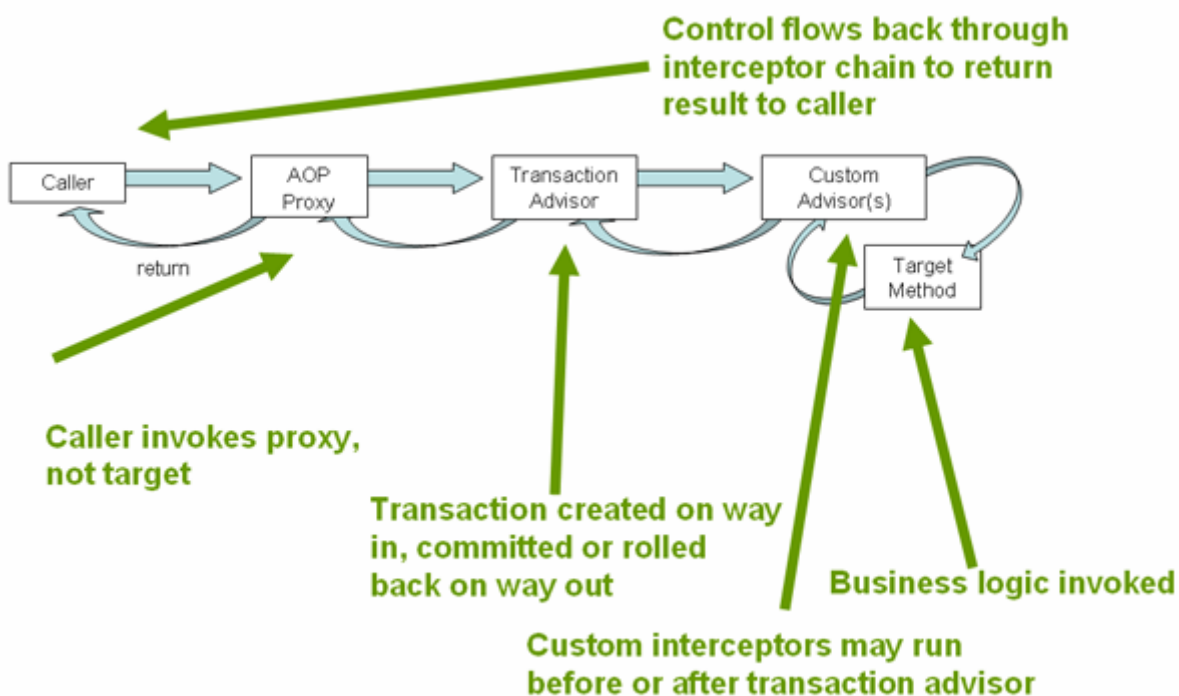 Control flows back through
interceptor chain to return
result to caller
Caller
AOP
Proxy
Transaction
Advisor
Custom
Advisor(s)
return
Target
Method
Caller invokes proxy,
not target
Transaction created on way
in, committed or rolled
back on way out
Business logic invoked
Custom interceptors may run
before or after transaction advisor